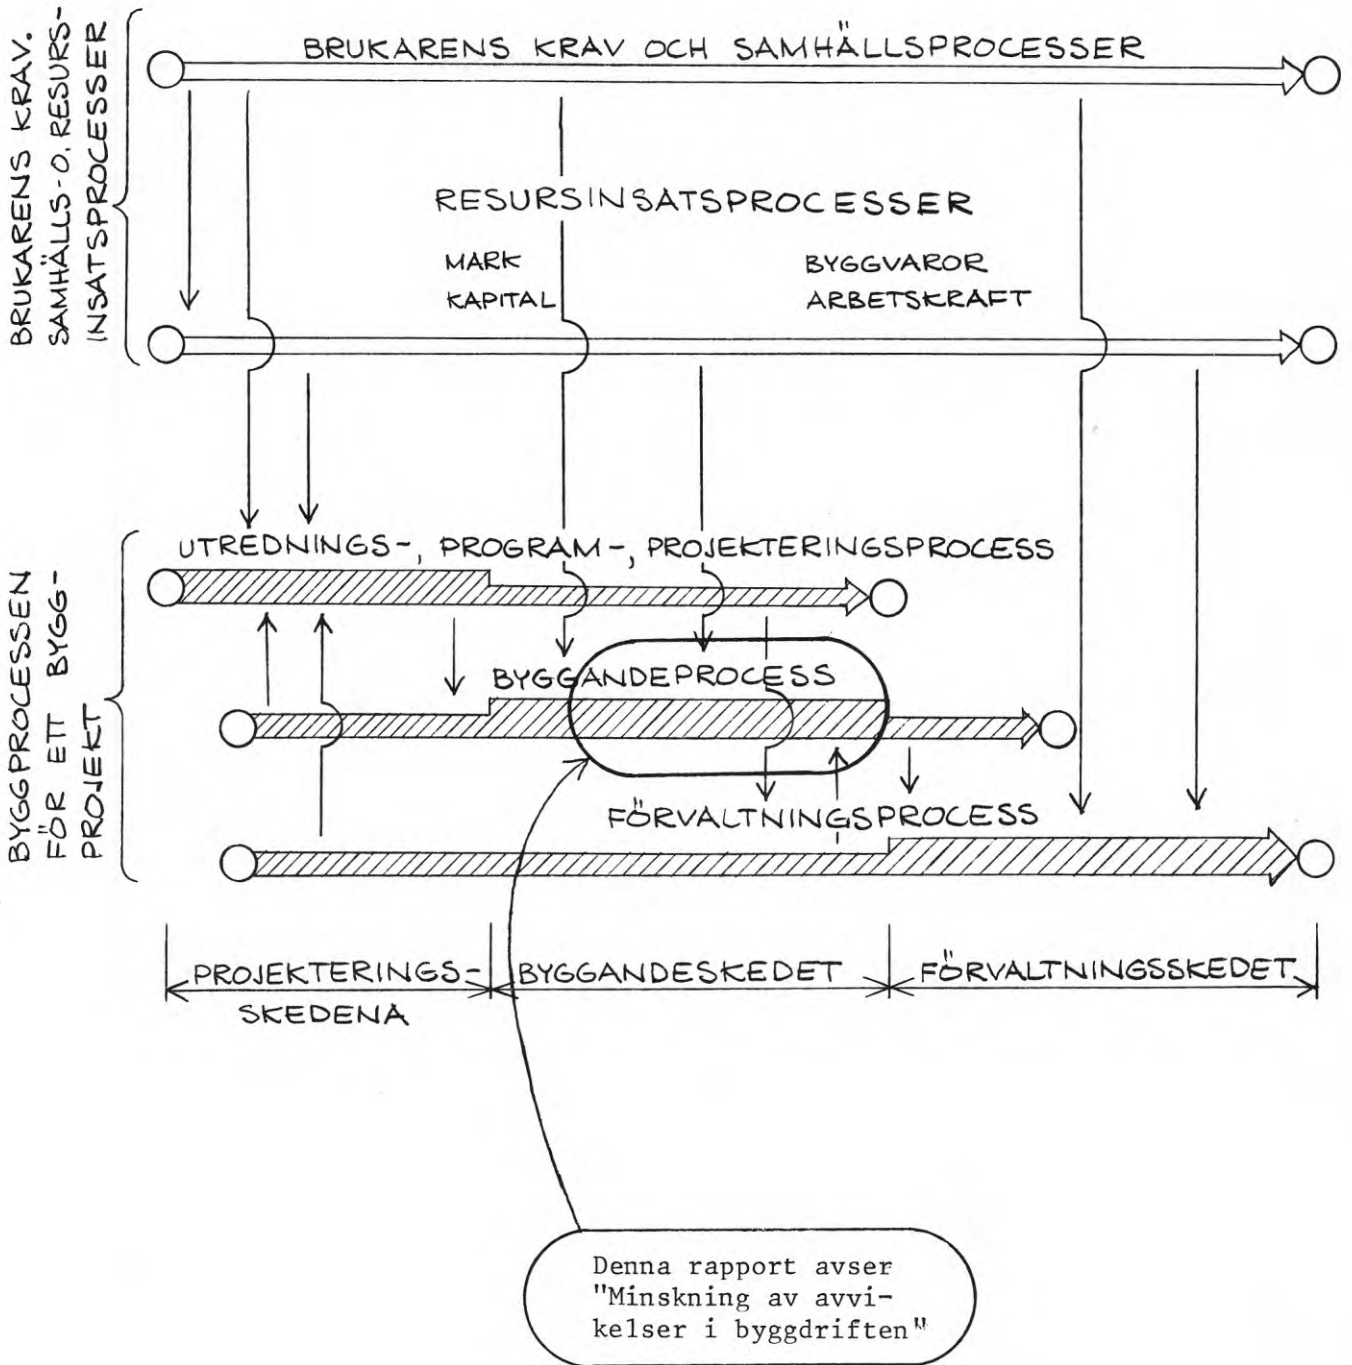 BRUKARENS KRAV.
SAMHÄLLS-O. RESURS-
INSATSPROCESSER
BRUKARENS KRAV OCH SAMHÄLLSPROCESSER
RESURSINSATSPROCESSER
MARK
KAPITAL
BYGGVAROR
ARBETSKRAFT
BYGGPROCESSEN
FÖR ETT BYGG-
PROJEKT
UTREDNINGS-, PROGRAM-, PROJEKTERINGSPROCESS
BYGGANDEPROCESS
FÖRVALTNINGSPROCESS
PROJEKTERINGS-
SKEDENA
BYGGANDESKEDET
FÖRVALTNINGSSKEDET
Denna rapport avser
"Minskning av avvi-
kelser i byggdriften"